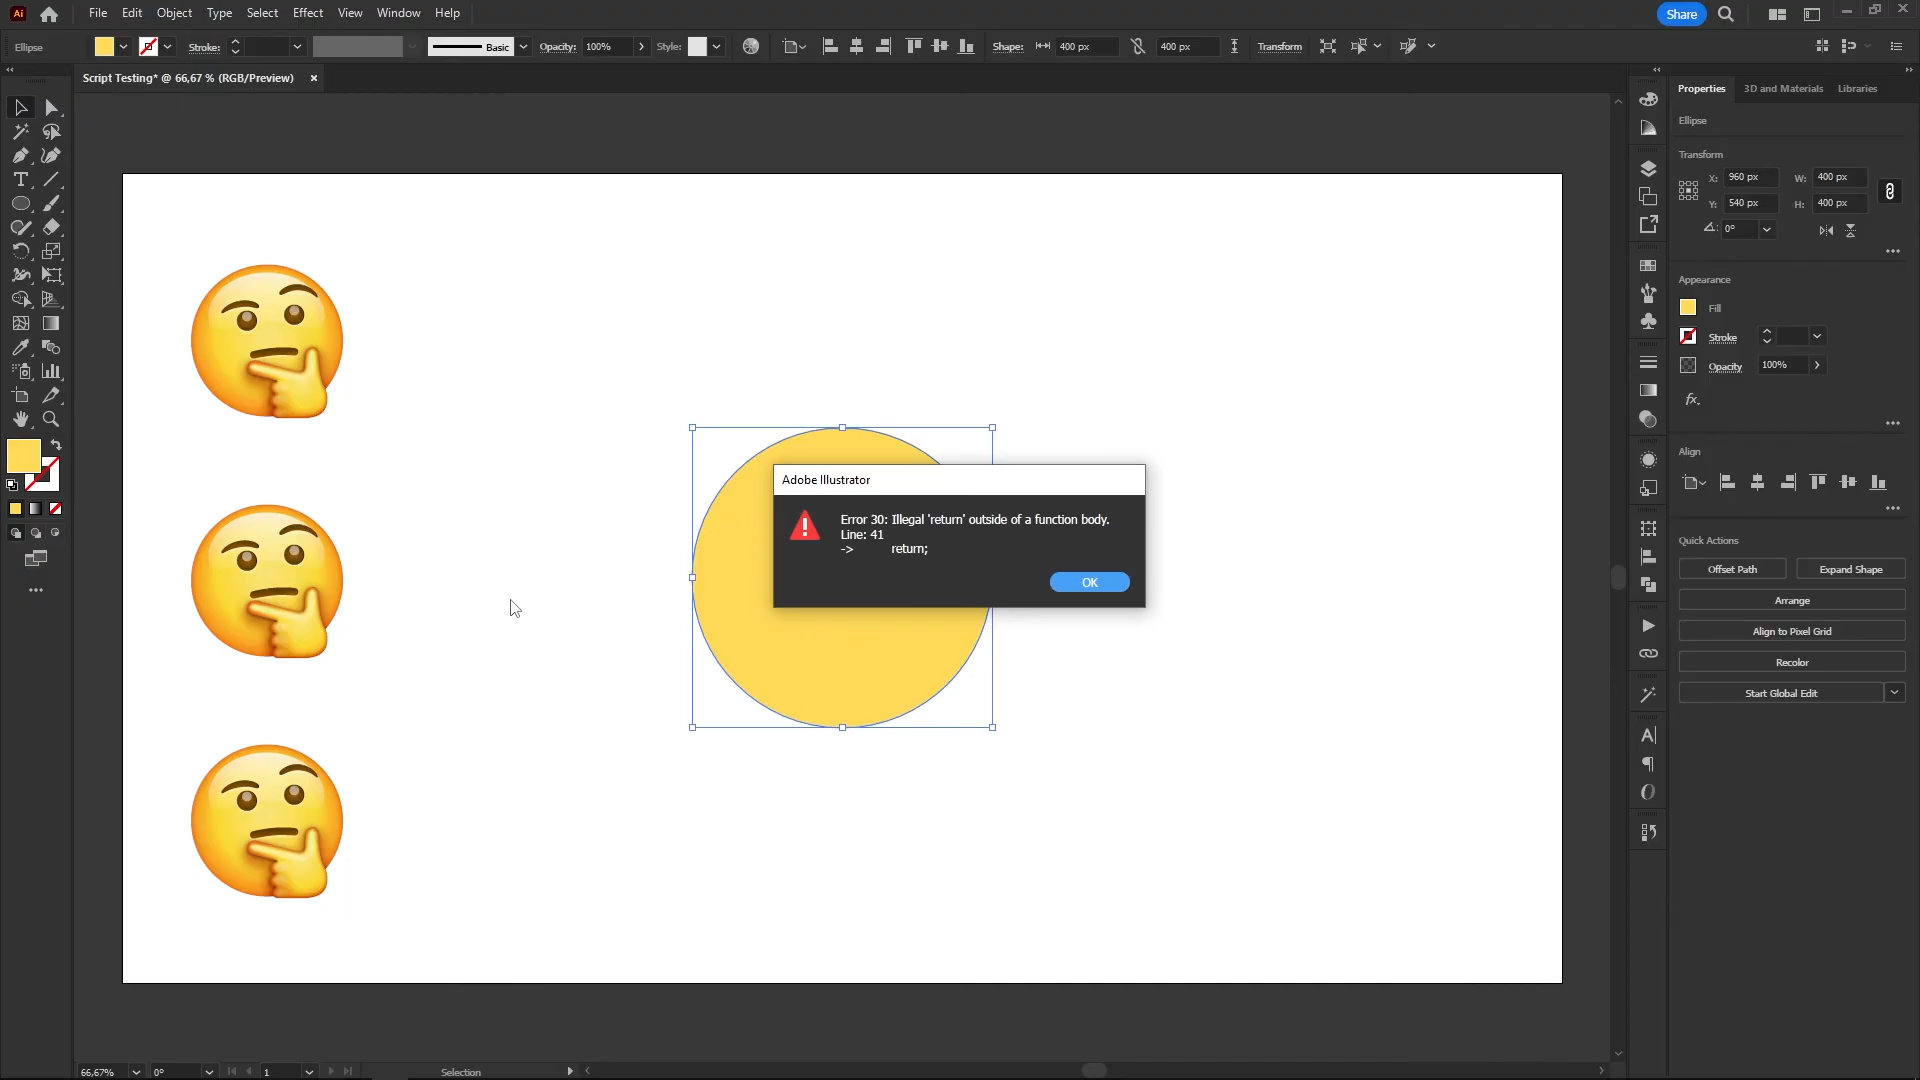 Ai File Edit Object Type Select Effect View Window Help Share
Ellipse Stroke: Basic Opacity: 100% Style: Shape: 400 px 400 px Transform
Script Testing* @ 66,67 % (RGB/Preview) ×
Properties 3D and Materials Libraries
Ellipse
Transform
X: 960 px W: 400 px
Y: 540 px H: 400 px
0°
Appearance
Fill
Stroke
Opacity 100%
fx.
Align
Quick Actions
Offset Path Expand Shape
Arrange
Align to Pixel Grid
Recolor
Start Global Edit
Adobe Illustrator
Error 30: Illegal 'return' outside of a function body.
Line: 41
-> return;
OK
66,67% 0° 1 Selection